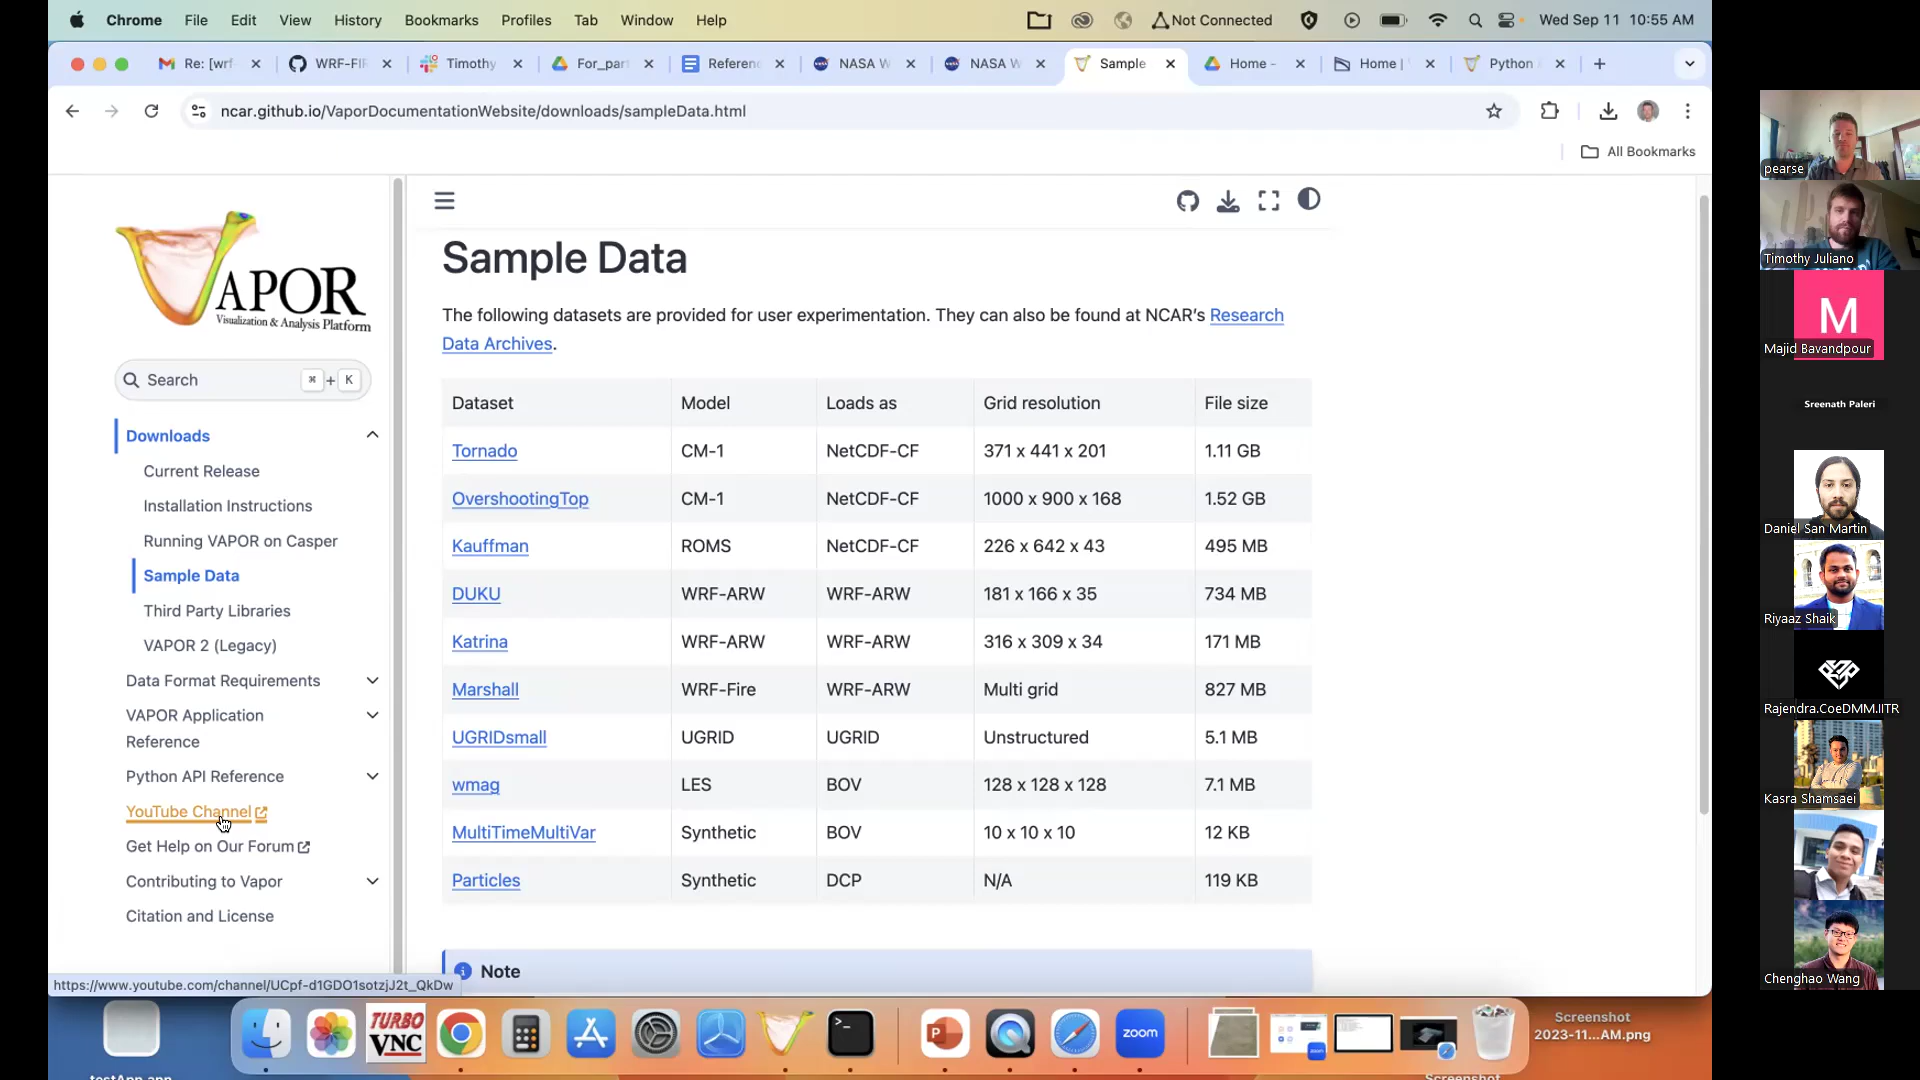 Chrome File Edit View History Bookmarks Profiles Tab Window Help Not Connected Wed Sep 11 10:55 AM
Re: [wrf- WRF-FIR Timothy For_part Referenc NASA W NASA W Sample Home - Home | Python
ncar.github.io/VaporDocumentationWebsite/downloads/sampleData.html
All Bookmarks
VAPOR
Visualization & Analysis Platform
Search ⌘ + K
Downloads
Current Release
Installation Instructions
Running VAPOR on Casper
Sample Data
Third Party Libraries
VAPOR 2 (Legacy)
Data Format Requirements
VAPOR Application
Reference
Python API Reference
YouTube Channel
Get Help on Our Forum
Contributing to Vapor
Citation and License
https://www.youtube.com/channel/UCpf-d1GDO1sotzjJ2t_QkDw
Sample Data
The following datasets are provided for user experimentation. They can also be found at NCAR's Research
Data Archives.
Dataset Model Loads as Grid resolution File size
Tornado CM-1 NetCDF-CF 371 x 441 x 201 1.11 GB
OvershootingTop CM-1 NetCDF-CF 1000 x 900 x 168 1.52 GB
Kauffman ROMS NetCDF-CF 226 x 642 x 43 495 MB
DUKU WRF-ARW WRF-ARW 181 x 166 x 35 734 MB
Katrina WRF-ARW WRF-ARW 316 x 309 x 34 171 MB
Marshall WRF-Fire WRF-ARW Multi grid 827 MB
UGRIDsmall UGRID UGRID Unstructured 5.1 MB
wmag LES BOV 128 x 128 x 128 7.1 MB
MultiTimeMultiVar Synthetic BOV 10 x 10 x 10 12 KB
Particles Synthetic DCP N/A 119 KB
Note
pearse
Timothy Juliano
M
Majid Bavandpour
Sreenath Paleri
Daniel San Martin
Riyaaz Shaik
Rajendra.CoeDMM.IITR
Kasra Shamsaei
Chenghao Wang
TURBO
VNC
zoom
Screenshot
2023-11...AM.png
testApp.app
Screenshot